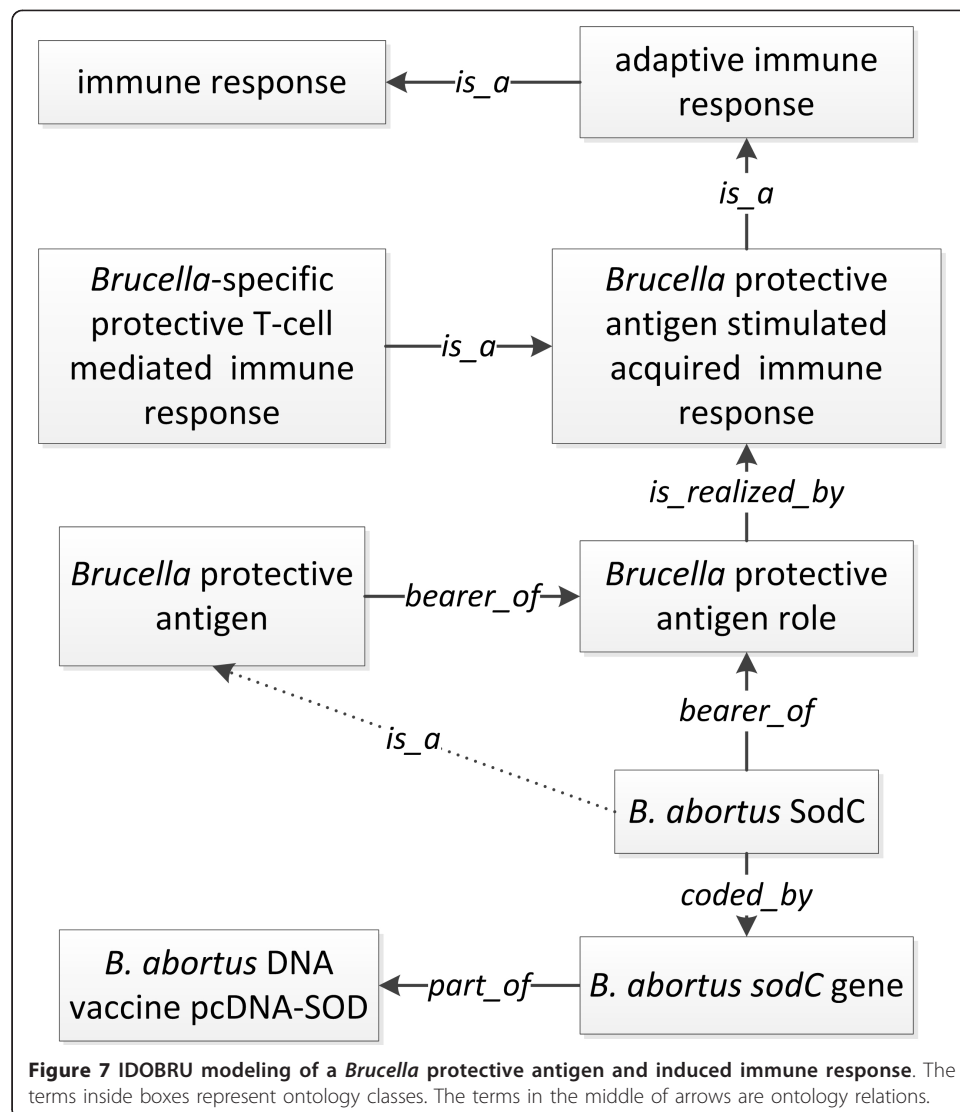 immune response
is_a
adaptive immune
response
is_a
Brucella-specific
protective T-cell
mediated immune
response
is_a
Brucella protective
antigen stimulated
acquired immune
response
is_realized_by
Brucella protective
antigen
bearer_of
Brucella protective
antigen role
bearer_of
is_a
B. abortus SodC
coded_by
B. abortus DNA
vaccine pcDNA-SOD
part_of
B. abortus sodC gene
Figure 7 IDOBRU modeling of a Brucella protective antigen and induced immune response. The
terms inside boxes represent ontology classes. The terms in the middle of arrows are ontology relations.